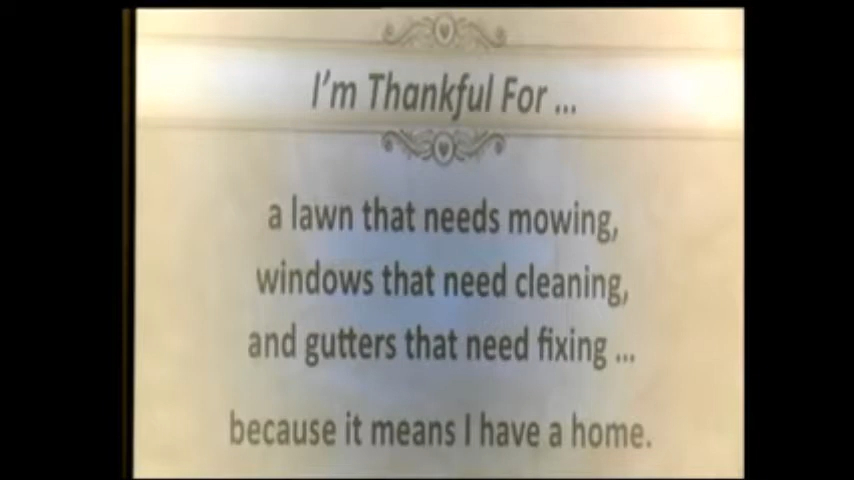 I'm Thankful For ...
a lawn that needs mowing,
windows that need cleaning,
and gutters that need fixing ...
because it means I have a home.